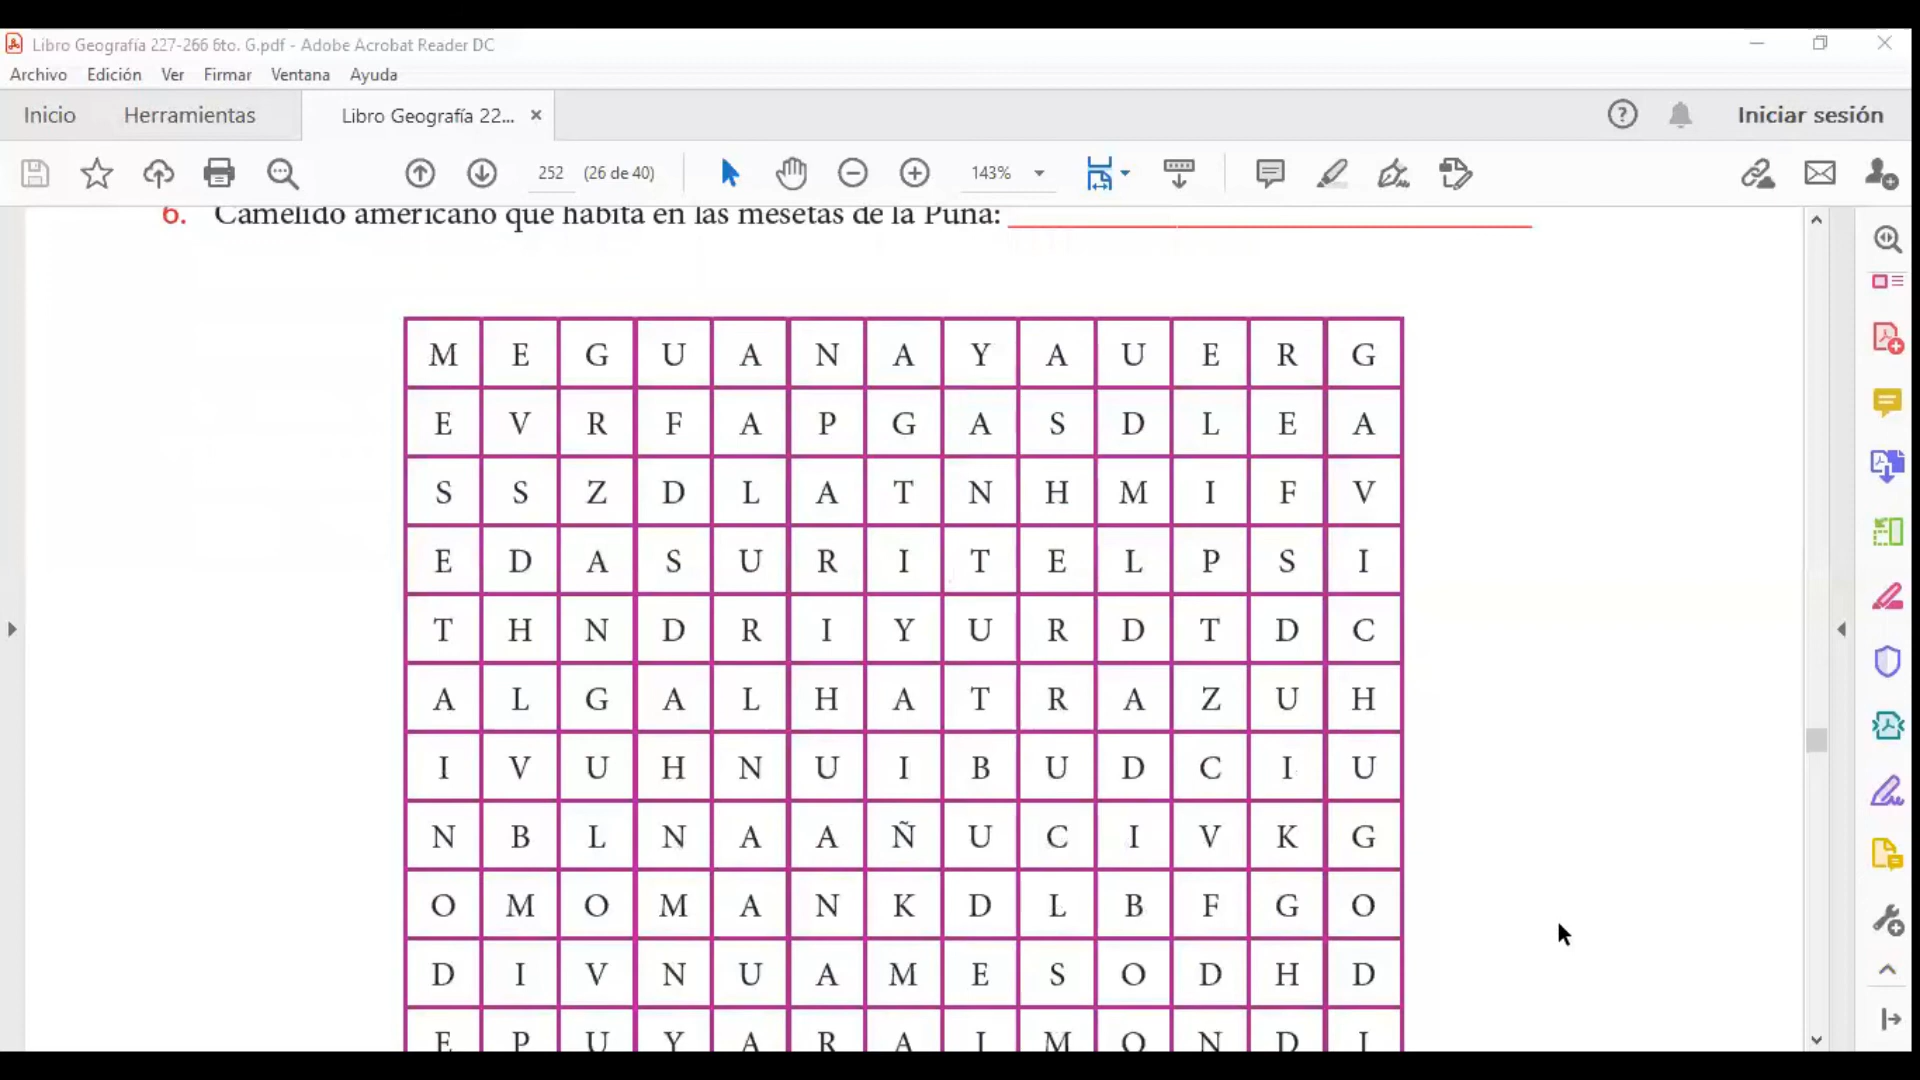 Libro Geografía 227-266 6to. G.pdf - Adobe Acrobat Reader DC
Archivo Edición Ver Firmar Ventana Ayuda
Inicio Herramientas Libro Geografía 22... × Iniciar sesión
252 (26 de 40) 143%
6. Camélido americano que habita en las mesetas de la Puna:
M E G U A N A Y A U E R G
E V R F A P G A S D L E A
S S Z D L A T N H M I F V
E D A S U R I T E L P S I
T H N D R I Y U R D T D C
A L G A L H A T R A Z U H
I V U H N U I B U D C I U
N B L N A A Ñ U C I V K G
O M O M A N K D L B F G O
D I V N U A M E S O D H D
E P U Y A R A I M O N D I